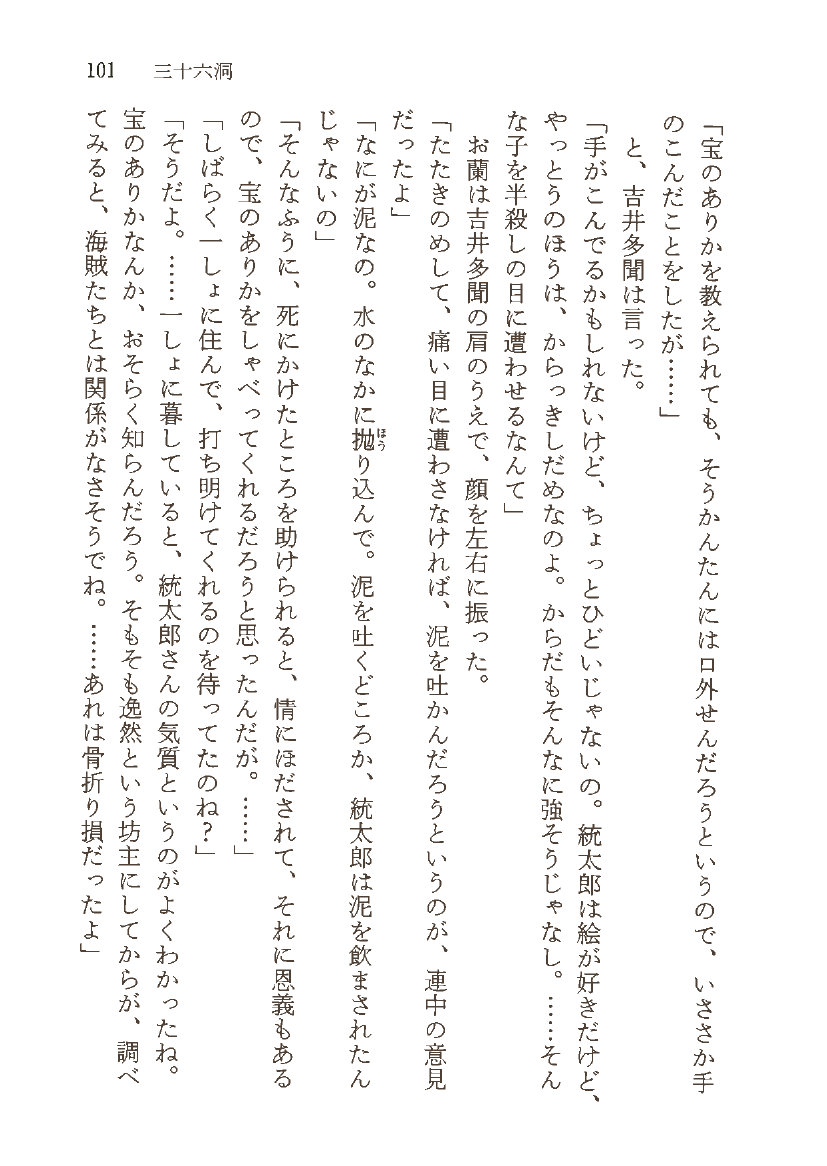 101 三十六洞
「宝のありかを教えられても、そうかんたんには口外せんだろうというので、いささか手
のこんだことをしたが……」
と、吉井多聞は言った。
「手がこんでるかもしれないけど、ちょっとひどいじゃないの。統太郎は絵が好きだけど、
やっとうのほうは、からっきしだめなのよ。からだもそんなに強そうじゃなし。……そん
な子を半殺しの目に遭わせるなんて」
お蘭は吉井多聞の肩のうえで、顔を左右に振った。
「たたきのめして、痛い目に遭わさなければ、泥を吐かんだろうというのが、連中の意見
だったよ」
「なにが泥なの。水のなかに抛り込んで。泥を吐くどころか、統太郎は泥を飲まされたん
ほう
じゃないの」
「そんなふうに、死にかけたところを助けられると、情にほだされて、それに恩義もある
ので、宝のありかをしゃべってくれるだろうと思ったんだが。……」
「しばらく一しょに住んで、打ち明けてくれるのを待ってたのね？」
「そうだよ。……一しょに暮していると、統太郎さんの気質というのがよくわかったね。
宝のありかなんか、おそらく知らんだろう。そもそも逸然という坊主にしてからが、調べ
てみると、海賊たちとは関係がなさそうでね。……あれは骨折り損だったよ」